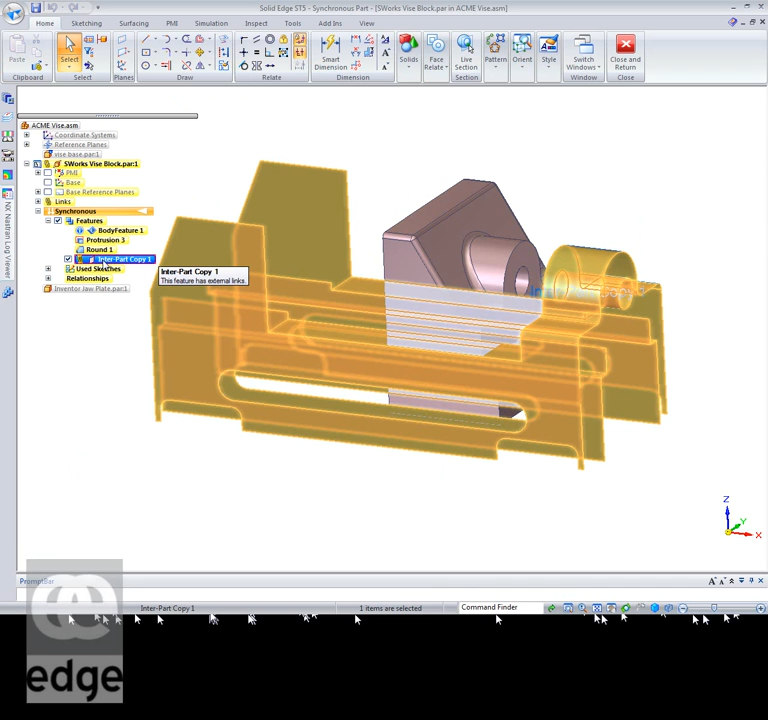 Solid Edge ST5 - Synchronous Part - [SWorks Vise Block.par in ACME Vise.asm]
Home Sketching Surfacing PMI Simulation Inspect Tools Add Ins View
Paste Select Smart Dimension Solids Face Relate Live Section Pattern Orient Style Switch Windows Close and Return
Clipboard Select Planes Draw Relate Dimension Section Window Close
ACME Vise.asm
Coordinate Systems
Reference Planes
vise base.par:1
SWorks Vise Block.par:1
PMI
Base
Base Reference Planes
Links
Synchronous
Features
BodyFeature 1
Protrusion 3
Round 1
Inter-Part Copy 1
Used Sketches
Relationships
Inventor Jaw Plate.par:1
Inter-Part Copy 1
This feature has external links.
NX Nastran Log Viewer
Z
Y
X
PromptBar
Inter-Part Copy 1 1 items are selected Command Finder
edge